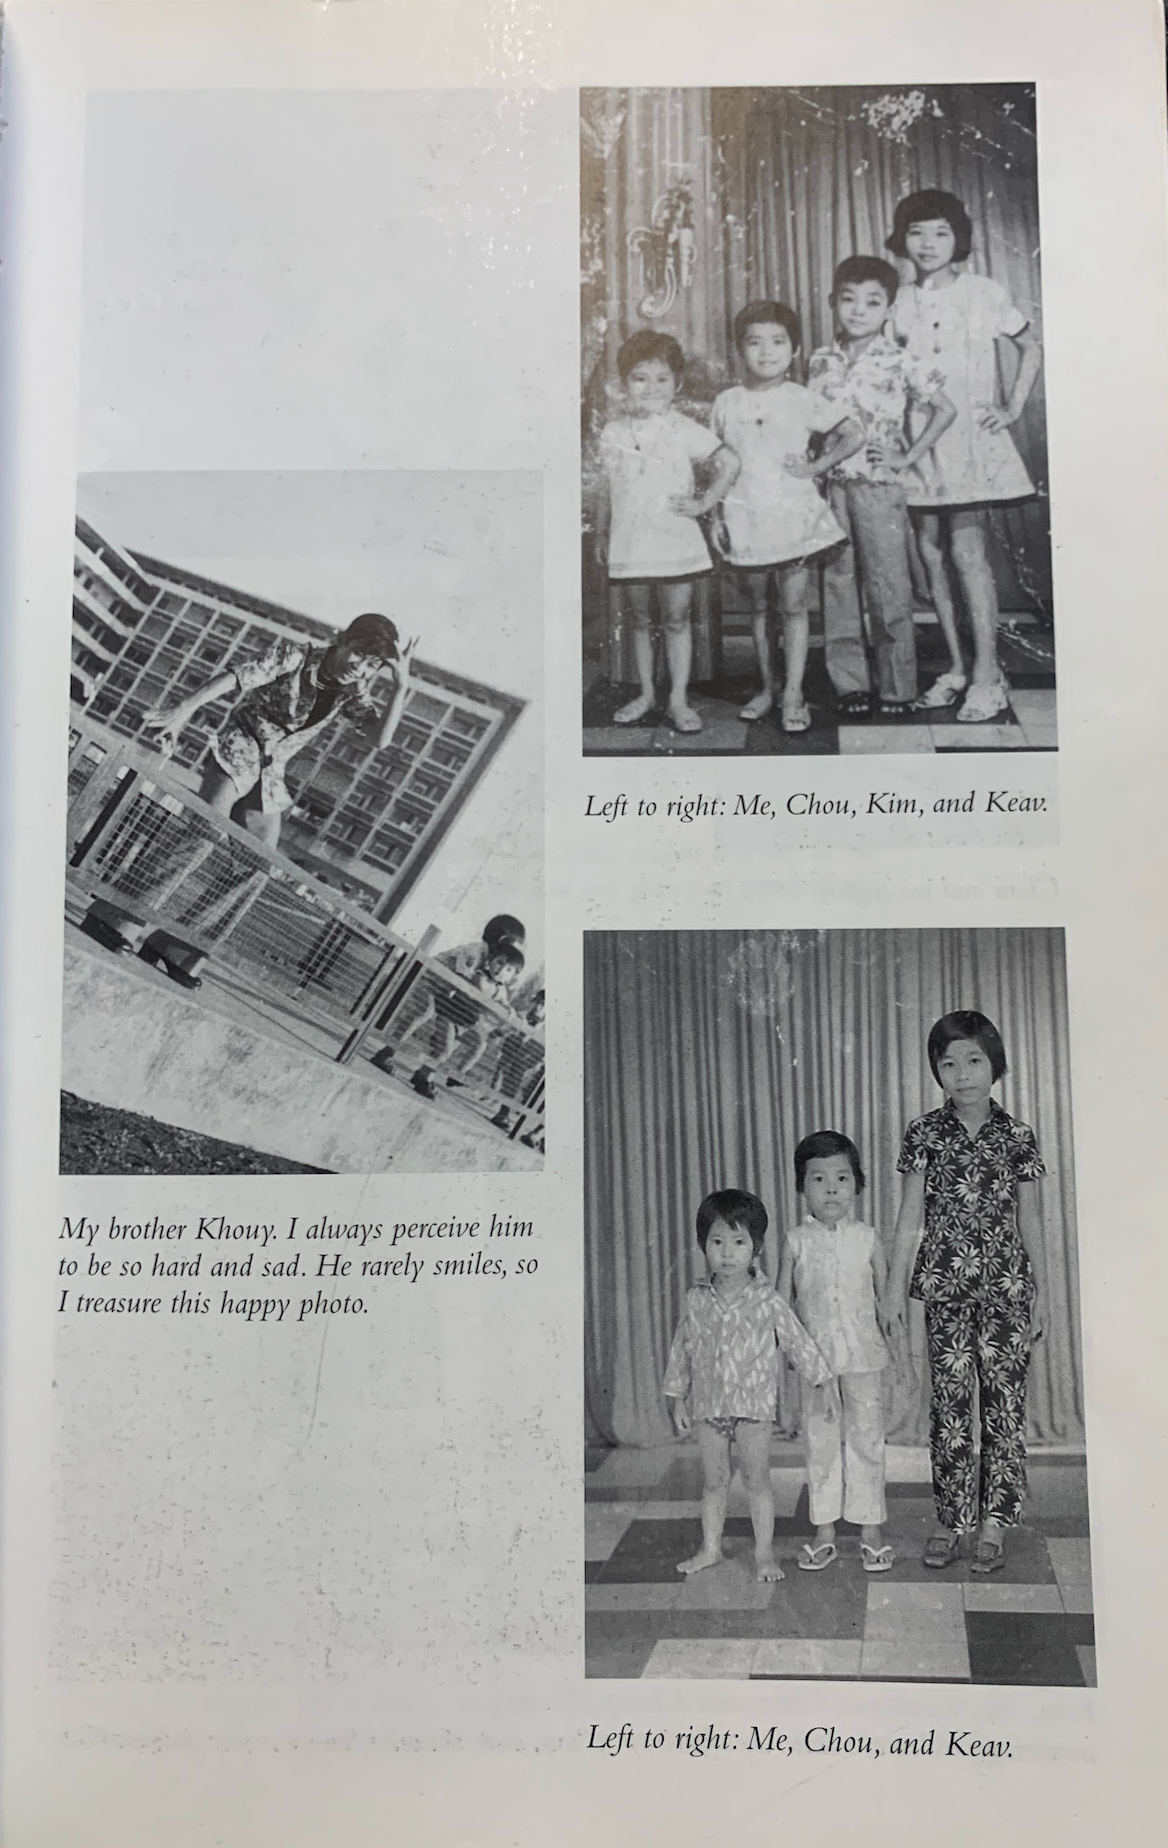 Left to right: Me, Chou, Kim, and Keav.
My brother Khouy. I always perceive him
to be so hard and sad. He rarely smiles, so
I treasure this happy photo.
Left to right: Me, Chou, and Keav.